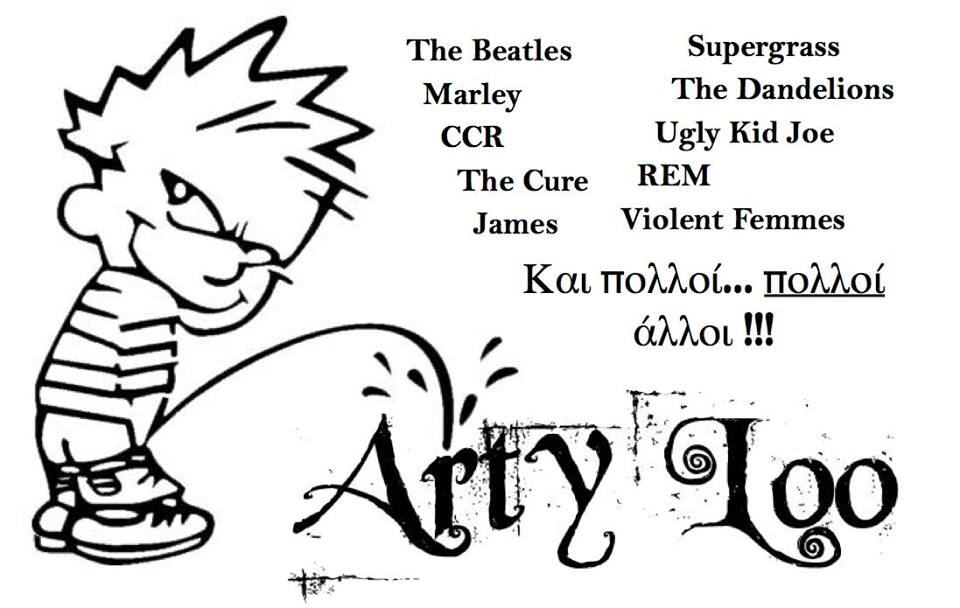 The Beatles
Marley
CCR
The Cure
James
Supergrass
The Dandelions
Ugly Kid Joe
REM
Violent Femmes
Και πολλοί... πολλοί
άλλοι !!!
Arty Loo